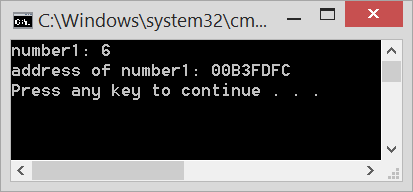 C:\Windows\system32\cm...
number1: 6
address of number1: 00B3FDFC
Press any key to continue . . .